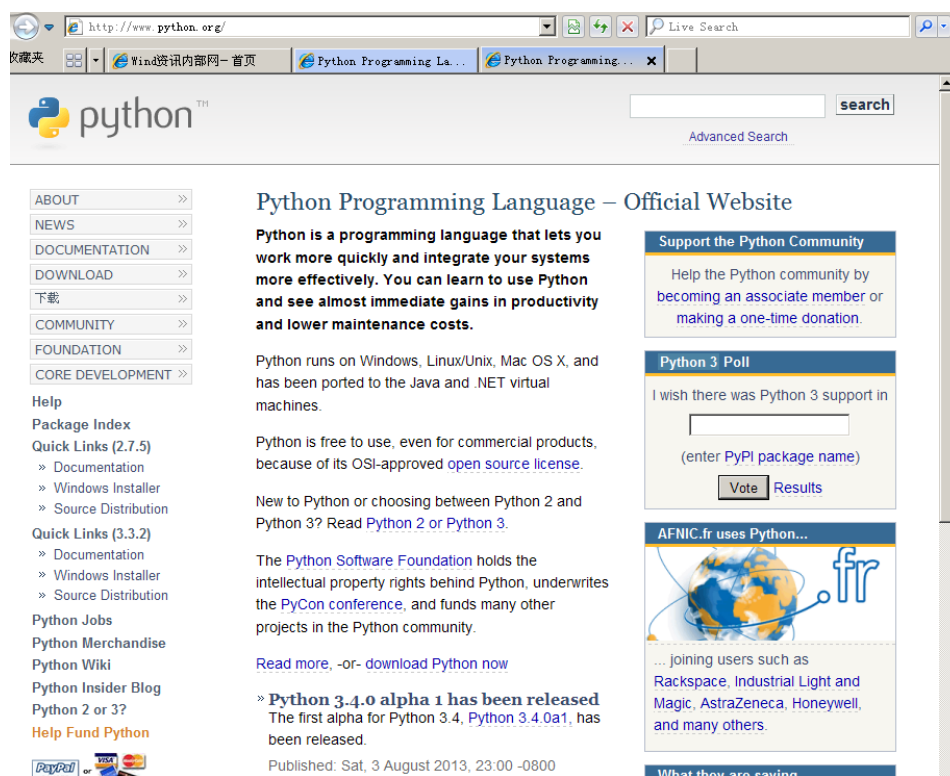 http://www.python.org/
Live Search
收藏夹
Wind资讯内部网- 首页
Python Programming La...
Python Programming...
python™
search
Advanced Search
ABOUT
NEWS
DOCUMENTATION
DOWNLOAD
下载
COMMUNITY
FOUNDATION
CORE DEVELOPMENT
Help
Package Index
Quick Links (2.7.5)
» Documentation
» Windows Installer
» Source Distribution
Quick Links (3.3.2)
» Documentation
» Windows Installer
» Source Distribution
Python Jobs
Python Merchandise
Python Wiki
Python Insider Blog
Python 2 or 3?
Help Fund Python
PayPal or VISA
Python Programming Language – Official Website
Python is a programming language that lets you
work more quickly and integrate your systems
more effectively. You can learn to use Python
and see almost immediate gains in productivity
and lower maintenance costs.
Python runs on Windows, Linux/Unix, Mac OS X, and
has been ported to the Java and .NET virtual
machines.
Python is free to use, even for commercial products,
because of its OSI-approved open source license.
New to Python or choosing between Python 2 and
Python 3? Read Python 2 or Python 3.
The Python Software Foundation holds the
intellectual property rights behind Python, underwrites
the PyCon conference, and funds many other
projects in the Python community.
Read more, -or- download Python now
» Python 3.4.0 alpha 1 has been released
The first alpha for Python 3.4, Python 3.4.0a1, has
been released.
Published: Sat, 3 August 2013, 23:00 -0800
Support the Python Community
Help the Python community by
becoming an associate member or
making a one-time donation.
Python 3 Poll
I wish there was Python 3 support in
(enter PyPI package name)
Vote Results
AFNIC.fr uses Python...
.fr
... joining users such as
Rackspace, Industrial Light and
Magic, AstraZeneca, Honeywell,
and many others.
What they are saying...